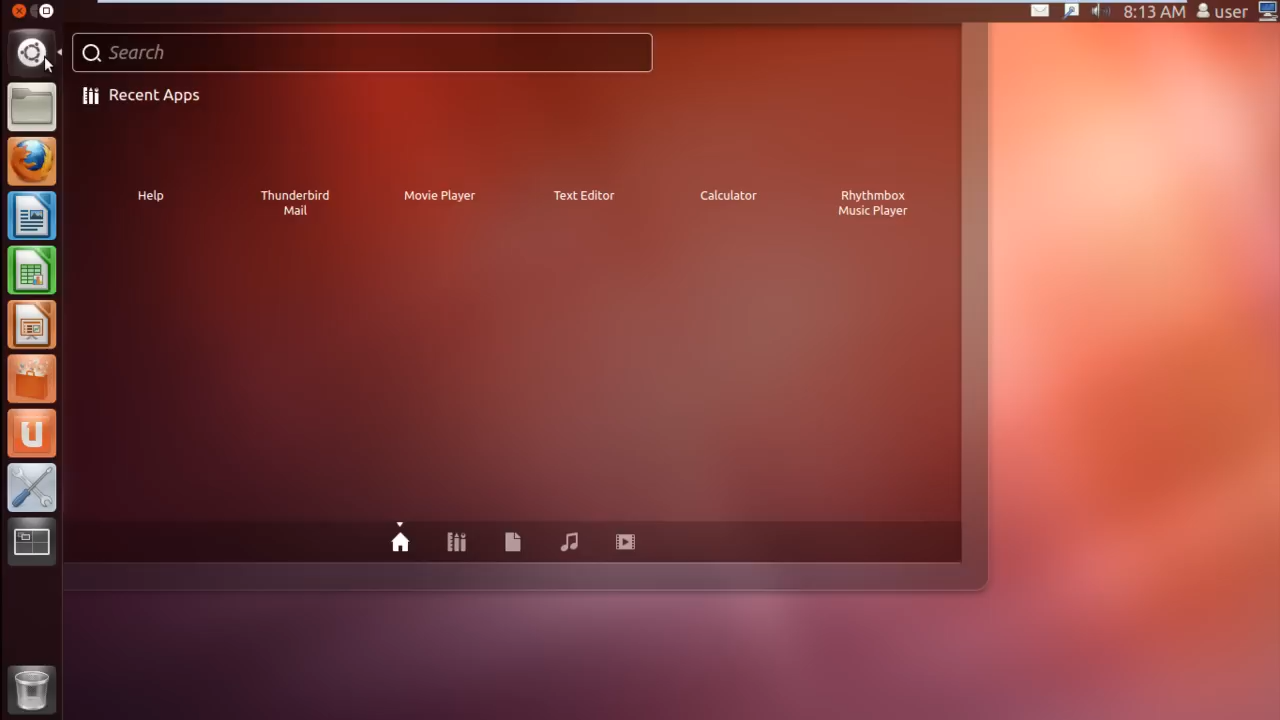 8:13 AM
user
Search
Recent Apps
Help
Thunderbird
Mail
Movie Player
Text Editor
Calculator
Rhythmbox
Music Player